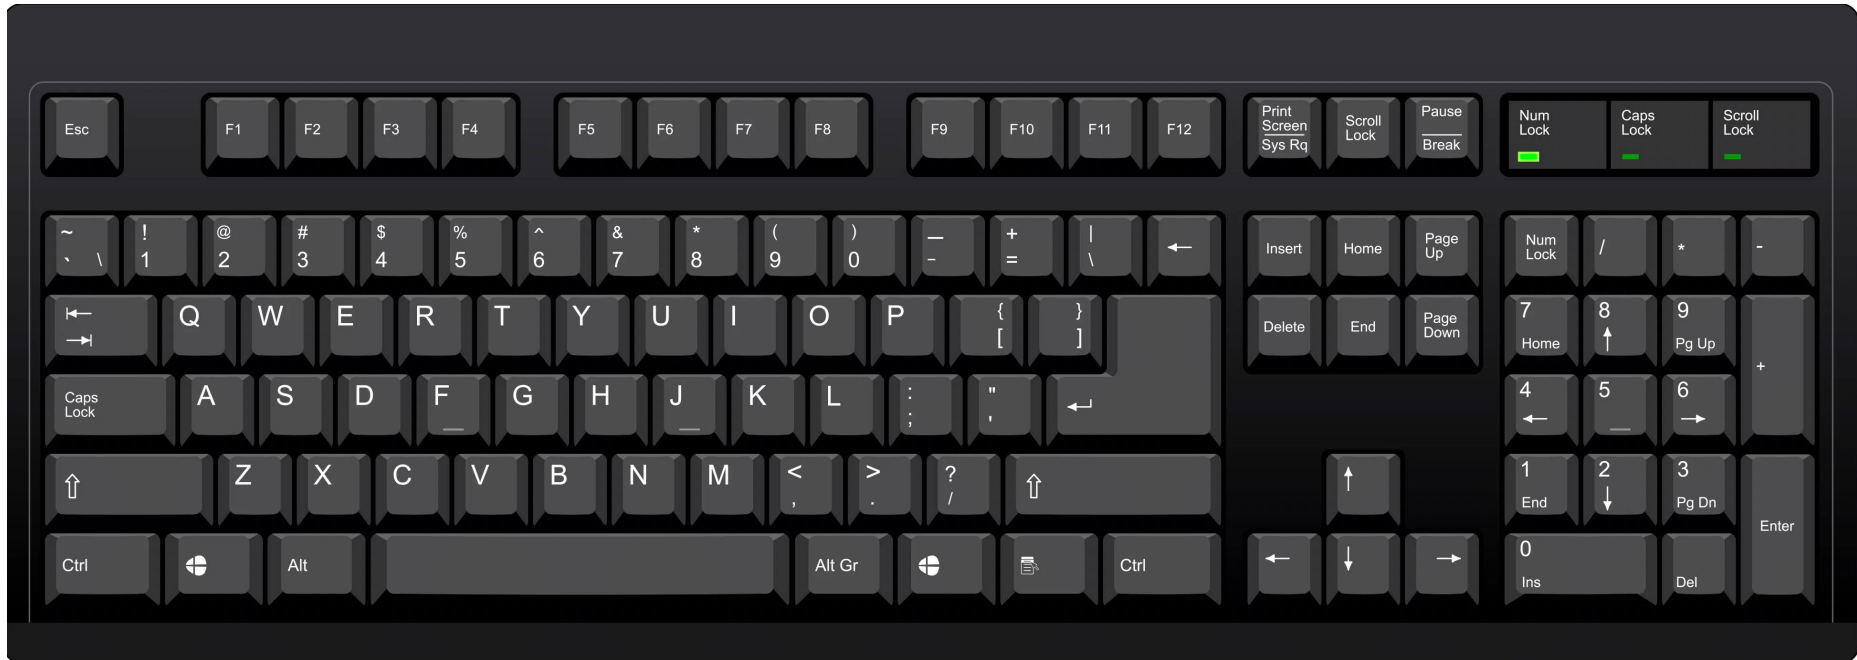 Esc F1 F2 F3 F4 F5 F6 F7 F8 F9 F10 F11 F12
Print
Screen
Sys Rq
Scroll
Lock
Pause
Break
Num
Lock
Caps
Lock
Scroll
Lock
~ ! @ # $ % ^ & * ( ) _ + |
` \ 1 2 3 4 5 6 7 8 9 0 - = \ ←
Insert Home
Page
Up
Num
Lock
/ * -
Q W E R T Y U I O P { }
[ ]
Delete End
Page
Down
7 8 9
Home ↑ Pg Up
+
Caps
Lock
A S D F G H J K L : "
; '
4 5 6
← →
⇧ Z X C V B N M < > ? ⇧
, . /
↑
1 2 3
End ↓ Pg Dn
Enter
Ctrl Alt Alt Gr Ctrl
← ↓ →
0
Ins Del